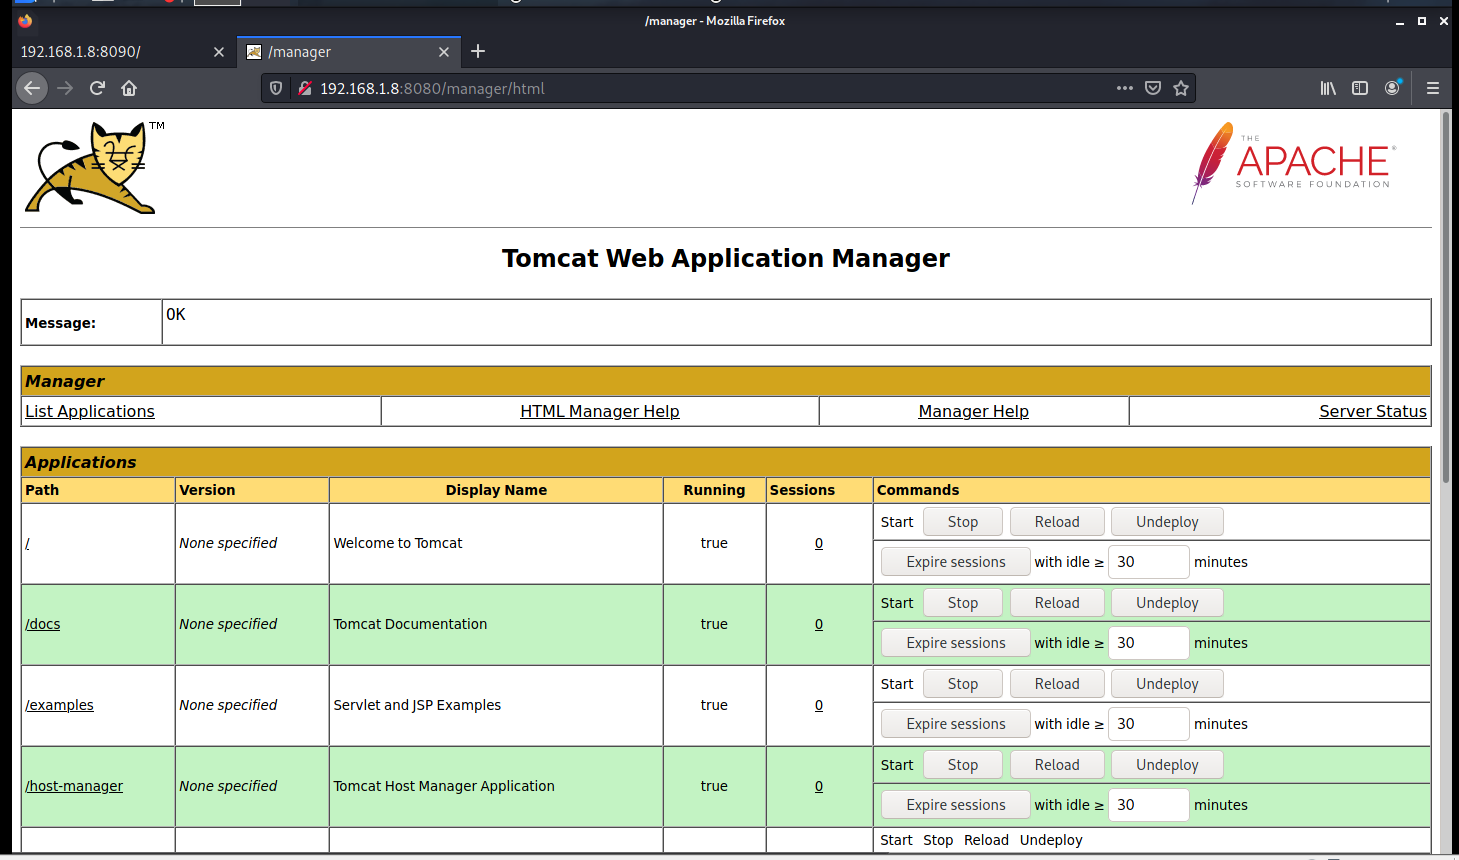 /manager - Mozilla Firefox
192.168.1.8:8090/
/manager
192.168.1.8:8080/manager/html
TM
THE
APACHE®
SOFTWARE FOUNDATION
Tomcat Web Application Manager
Message: OK
Manager
List Applications HTML Manager Help Manager Help Server Status
Applications
Path Version Display Name Running Sessions Commands
Start Stop Reload Undeploy
/ None specified Welcome to Tomcat true 0
Expire sessions with idle ≥ 30 minutes
Start Stop Reload Undeploy
/docs None specified Tomcat Documentation true 0
Expire sessions with idle ≥ 30 minutes
Start Stop Reload Undeploy
/examples None specified Servlet and JSP Examples true 0
Expire sessions with idle ≥ 30 minutes
Start Stop Reload Undeploy
/host-manager None specified Tomcat Host Manager Application true 0
Expire sessions with idle ≥ 30 minutes
Start Stop Reload Undeploy